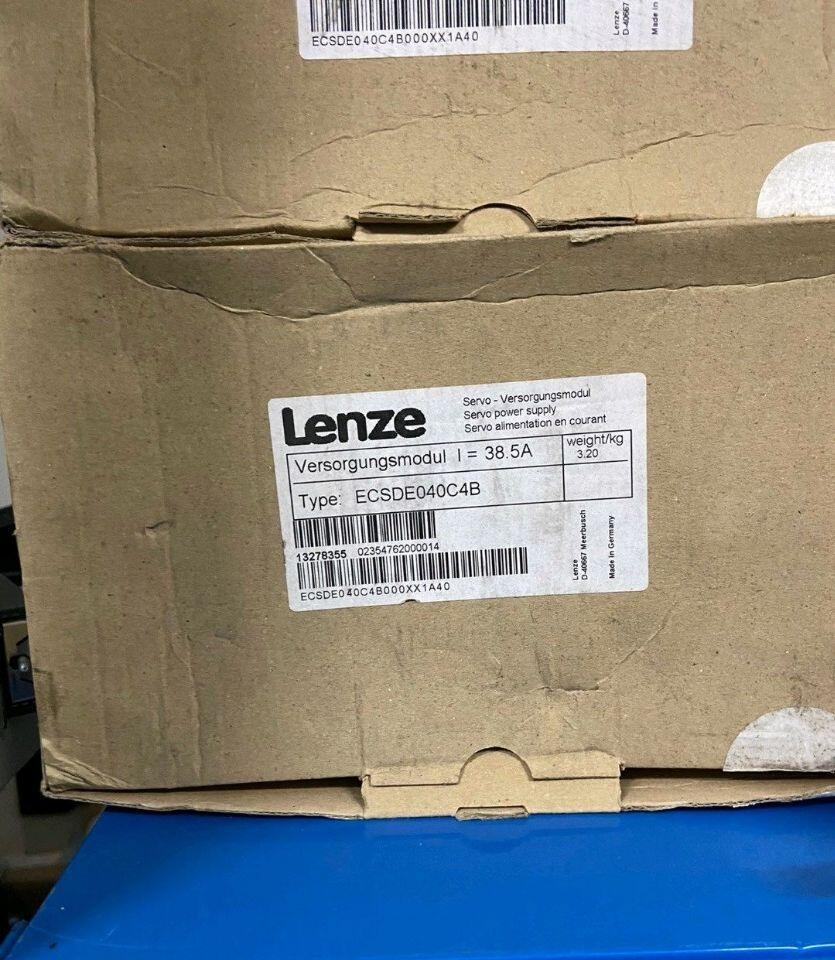 ECSDE040C4B000XX1A40
Lenze
D-40667
Made in
Lenze
Servo - Versorgungsmodul
Servo power supply
Servo alimentation en courant
Versorgungsmodul I = 38.5A
weight/kg
3.20
Type: ECSDE040C4B
13278355 02354762000014
ECSDE040C4B000XX1A40
Lenze
D-40667 Meerbusch
Made in Germany